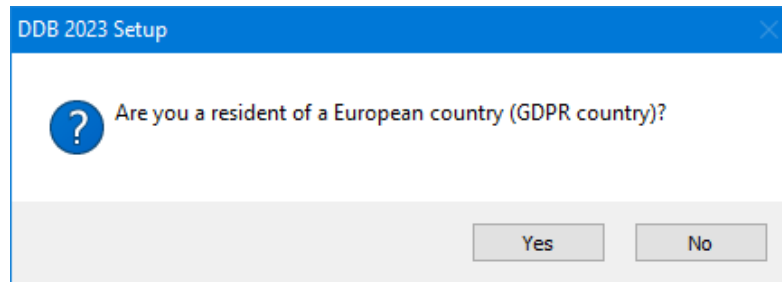 DDB 2023 Setup
Are you a resident of a European country (GDPR country)?
Yes
No